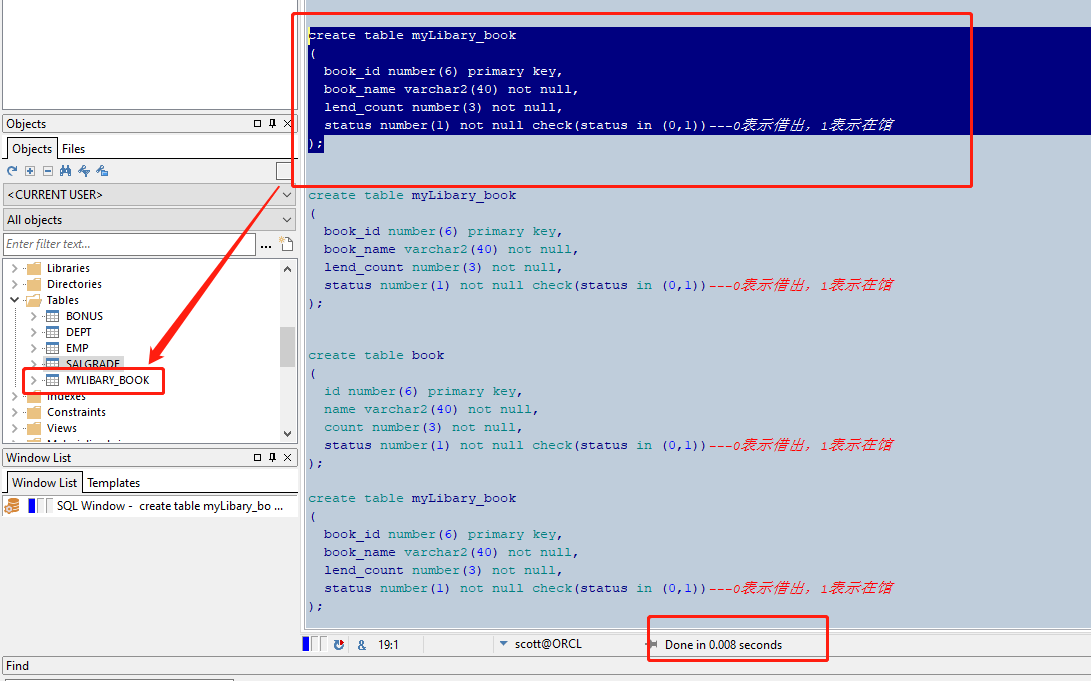 Objects
Objects
Files
<CURRENT USER>
All objects
Enter filter text...
...
Libraries
Directories
Tables
BONUS
DEPT
EMP
SALGRADE
MYLIBARY_BOOK
Indexes
Constraints
Views
Window List
Window List
Templates
SQL Window - create table myLibary_bo ...
create table myLibary_book
(
book_id number(6) primary key,
book_name varchar2(40) not null,
lend_count number(3) not null,
status number(1) not null check(status in (0,1))---0表示借出，1表示在馆
);
create table myLibary_book
(
book_id number(6) primary key,
book_name varchar2(40) not null,
lend_count number(3) not null,
status number(1) not null check(status in (0,1))---0表示借出，1表示在馆
);
create table book
(
id number(6) primary key,
name varchar2(40) not null,
count number(3) not null,
status number(1) not null check(status in (0,1))---0表示借出，1表示在馆
);
create table myLibary_book
(
book_id number(6) primary key,
book_name varchar2(40) not null,
lend_count number(3) not null,
status number(1) not null check(status in (0,1))---0表示借出，1表示在馆
);
& 19:1 scott@ORCL Done in 0.008 seconds
Find